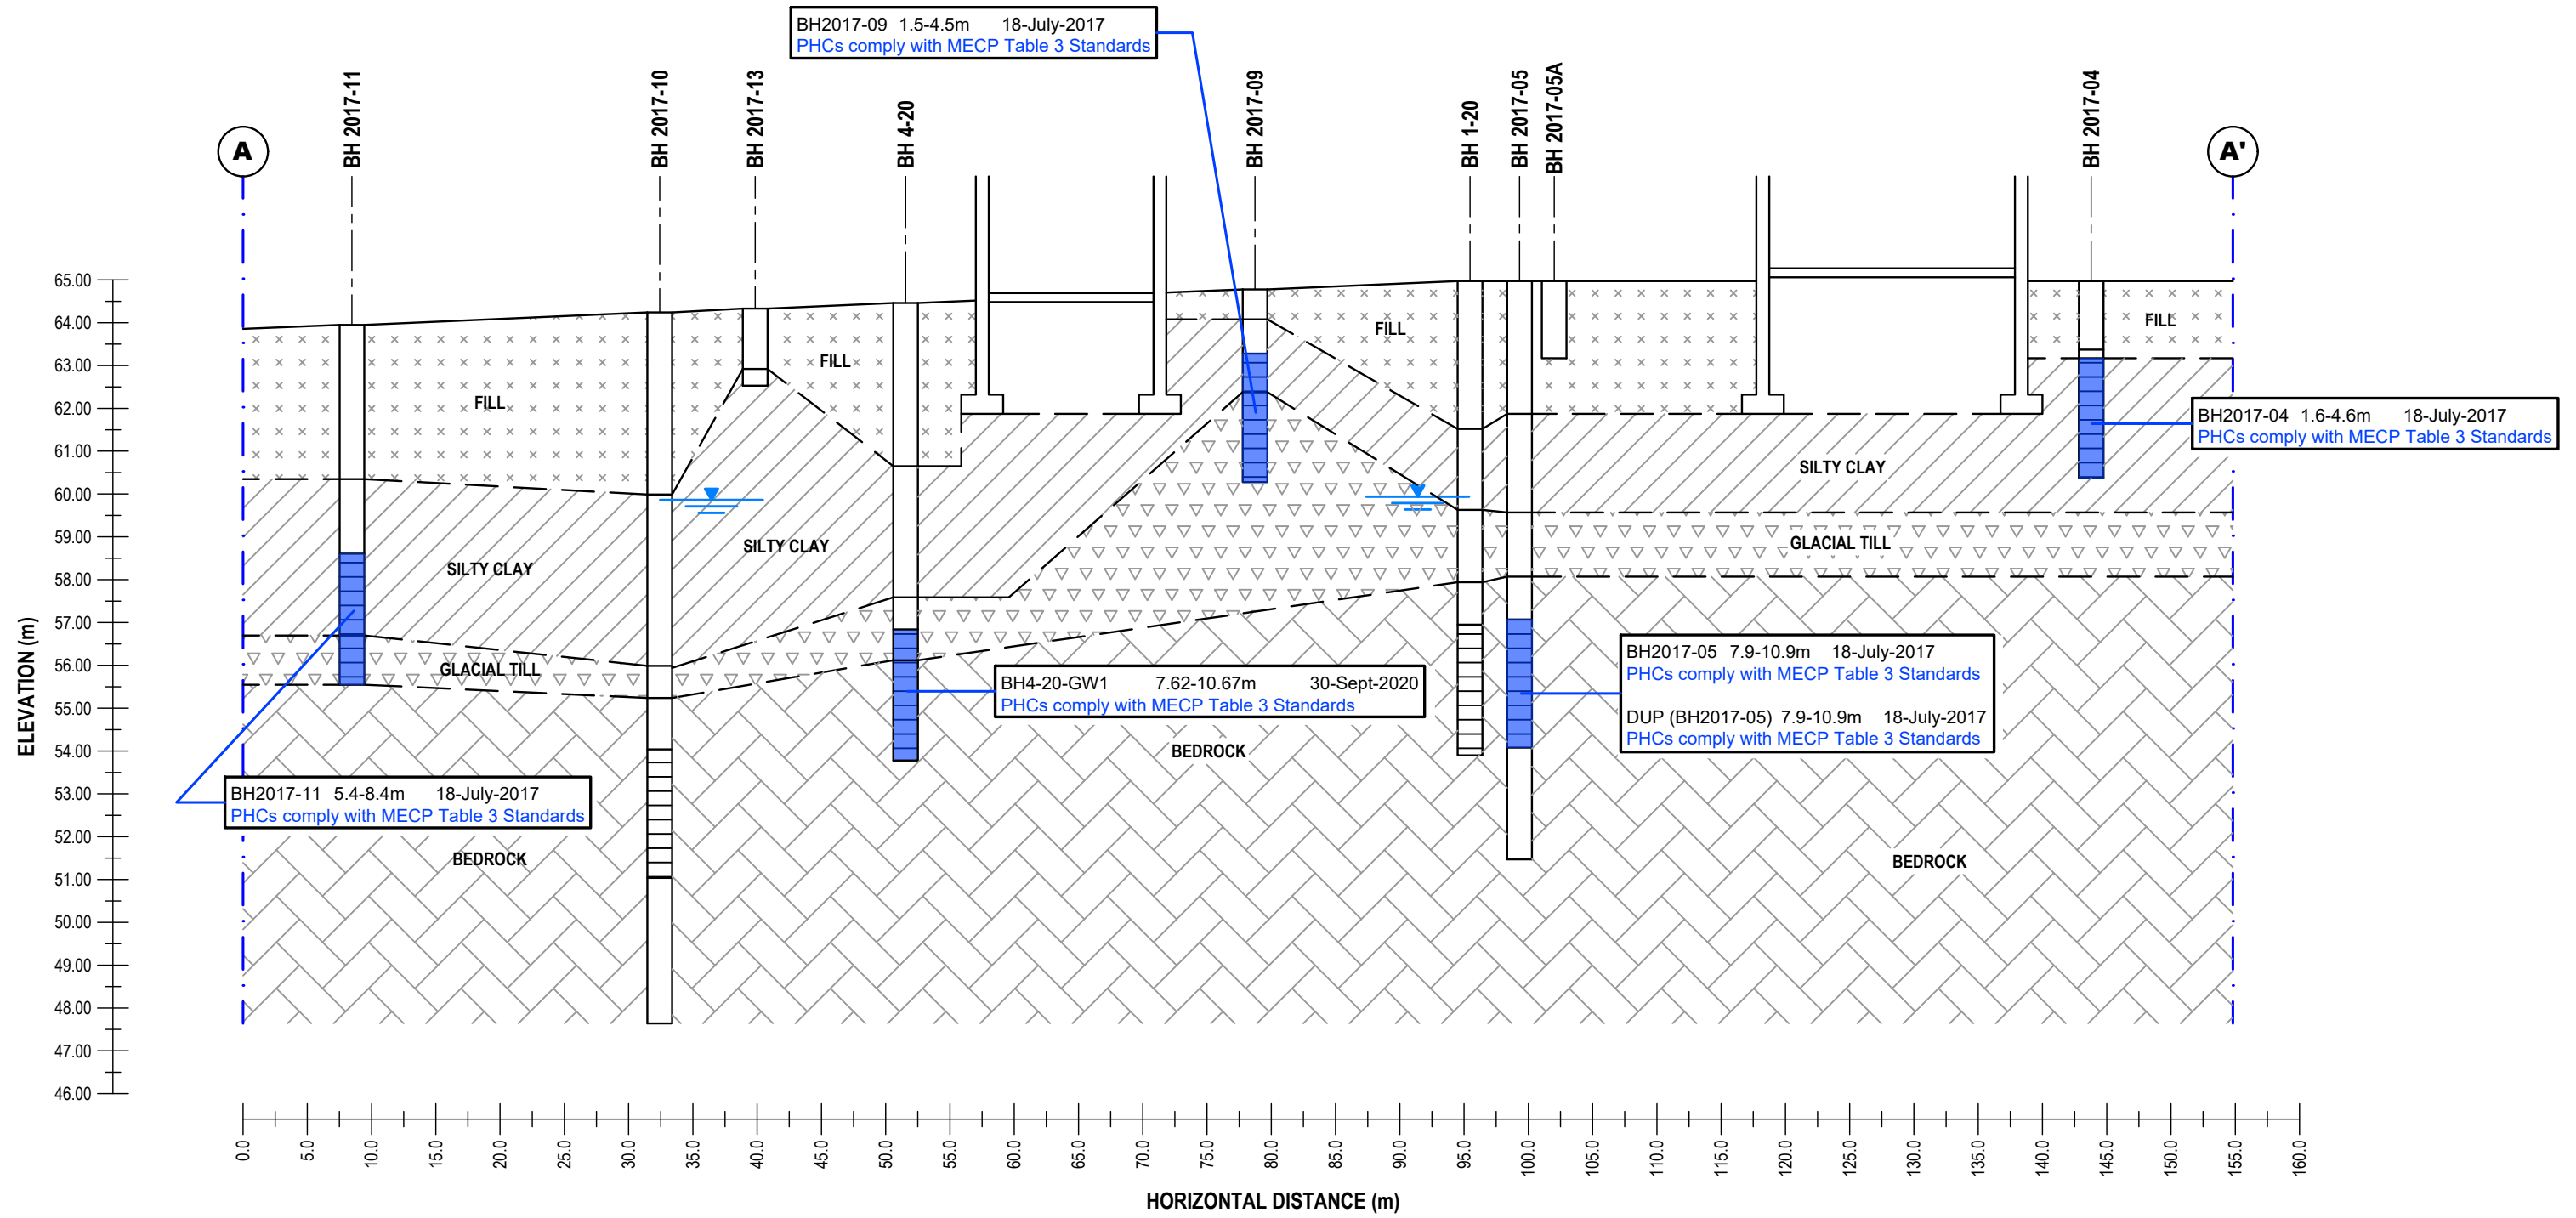 BH2017-09 1.5-4.5m 18-July-2017
PHCs comply with MECP Table 3 Standards
A
BH 2017-11
BH 2017-10
BH 2017-13
BH 4-20
BH 2017-09
BH 1-20
BH 2017-05
BH 2017-05A
BH 2017-04
A'
65.00
64.00
63.00
62.00
61.00
60.00
59.00
58.00
57.00
56.00
55.00
54.00
53.00
52.00
51.00
50.00
49.00
48.00
47.00
46.00
ELEVATION (m)
FILL
FILL
FILL
FILL
SILTY CLAY
SILTY CLAY
SILTY CLAY
GLACIAL TILL
GLACIAL TILL
BEDROCK
BEDROCK
BEDROCK
BH2017-04 1.6-4.6m 18-July-2017
PHCs comply with MECP Table 3 Standards
BH4-20-GW1 7.62-10.67m 30-Sept-2020
PHCs comply with MECP Table 3 Standards
BH2017-05 7.9-10.9m 18-July-2017
PHCs comply with MECP Table 3 Standards
DUP (BH2017-05) 7.9-10.9m 18-July-2017
PHCs comply with MECP Table 3 Standards
BH2017-11 5.4-8.4m 18-July-2017
PHCs comply with MECP Table 3 Standards
0.0
5.0
10.0
15.0
20.0
25.0
30.0
35.0
40.0
45.0
50.0
55.0
60.0
65.0
70.0
75.0
80.0
85.0
90.0
95.0
100.0
105.0
110.0
115.0
120.0
125.0
130.0
135.0
140.0
145.0
150.0
155.0
160.0
HORIZONTAL DISTANCE (m)